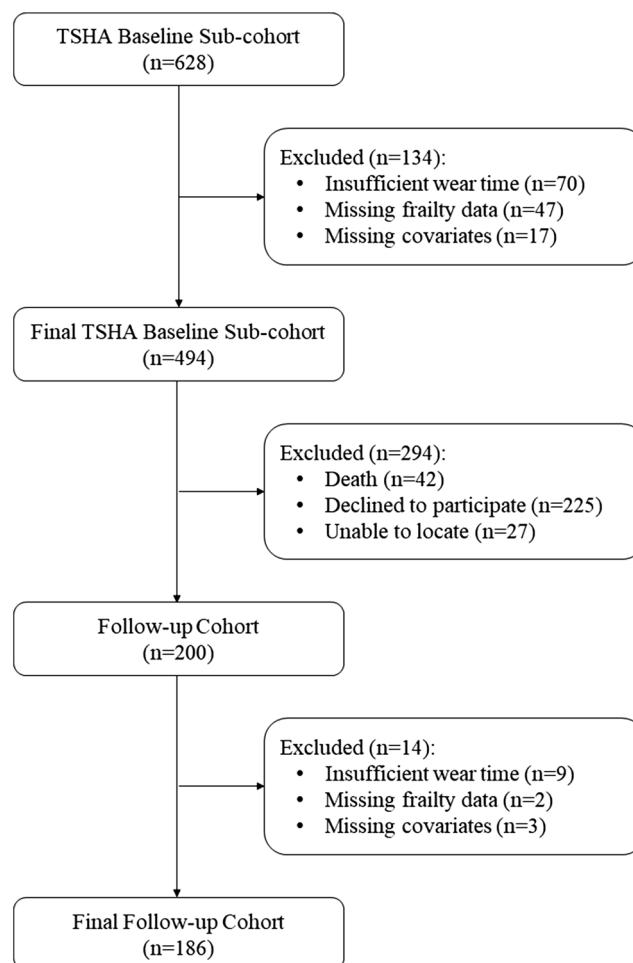 TSHA Baseline Sub-cohort
(n=628)
Excluded (n=134):
• Insufficient wear time (n=70)
• Missing frailty data (n=47)
• Missing covariates (n=17)
Final TSHA Baseline Sub-cohort
(n=494)
Excluded (n=294):
• Death (n=42)
• Declined to participate (n=225)
• Unable to locate (n=27)
Follow-up Cohort
(n=200)
Excluded (n=14):
• Insufficient wear time (n=9)
• Missing frailty data (n=2)
• Missing covariates (n=3)
Final Follow-up Cohort
(n=186)